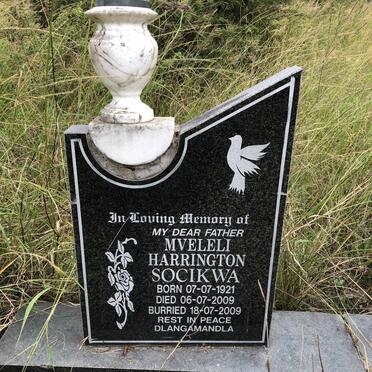 In Loving Memory of
MY DEAR FATHER
MVELELI
HARRINGTON
SOCIKWA
BORN 07-07-1921
DIED 06-07-2009
BURRIED 18-07-2009
REST IN PEACE
DLANGAMANDLA